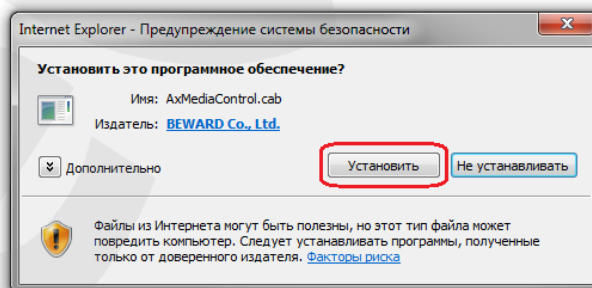 Internet Explorer - Предупреждение системы безопасности
Установить это программное обеспечение?
Имя: AxMediaControl.cab
Издатель: BEWARD Co., Ltd.
Дополнительно
Установить
Не устанавливать
Файлы из Интернета могут быть полезны, но этот тип файла может
повредить компьютер. Следует устанавливать программы, полученные
только от доверенного издателя. Факторы риска